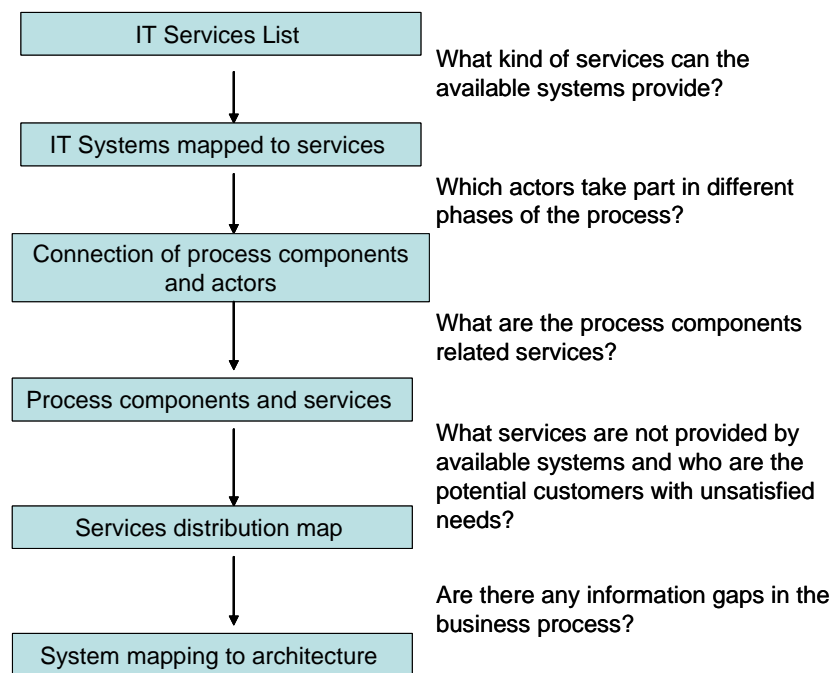 IT Services List
What kind of services can the
available systems provide?
IT Systems mapped to services
Which actors take part in different
phases of the process?
Connection of process components
and actors
What are the process components
related services?
Process components and services
What services are not provided by
available systems and who are the
potential customers with unsatisfied
needs?
Services distribution map
Are there any information gaps in the
business process?
System mapping to architecture